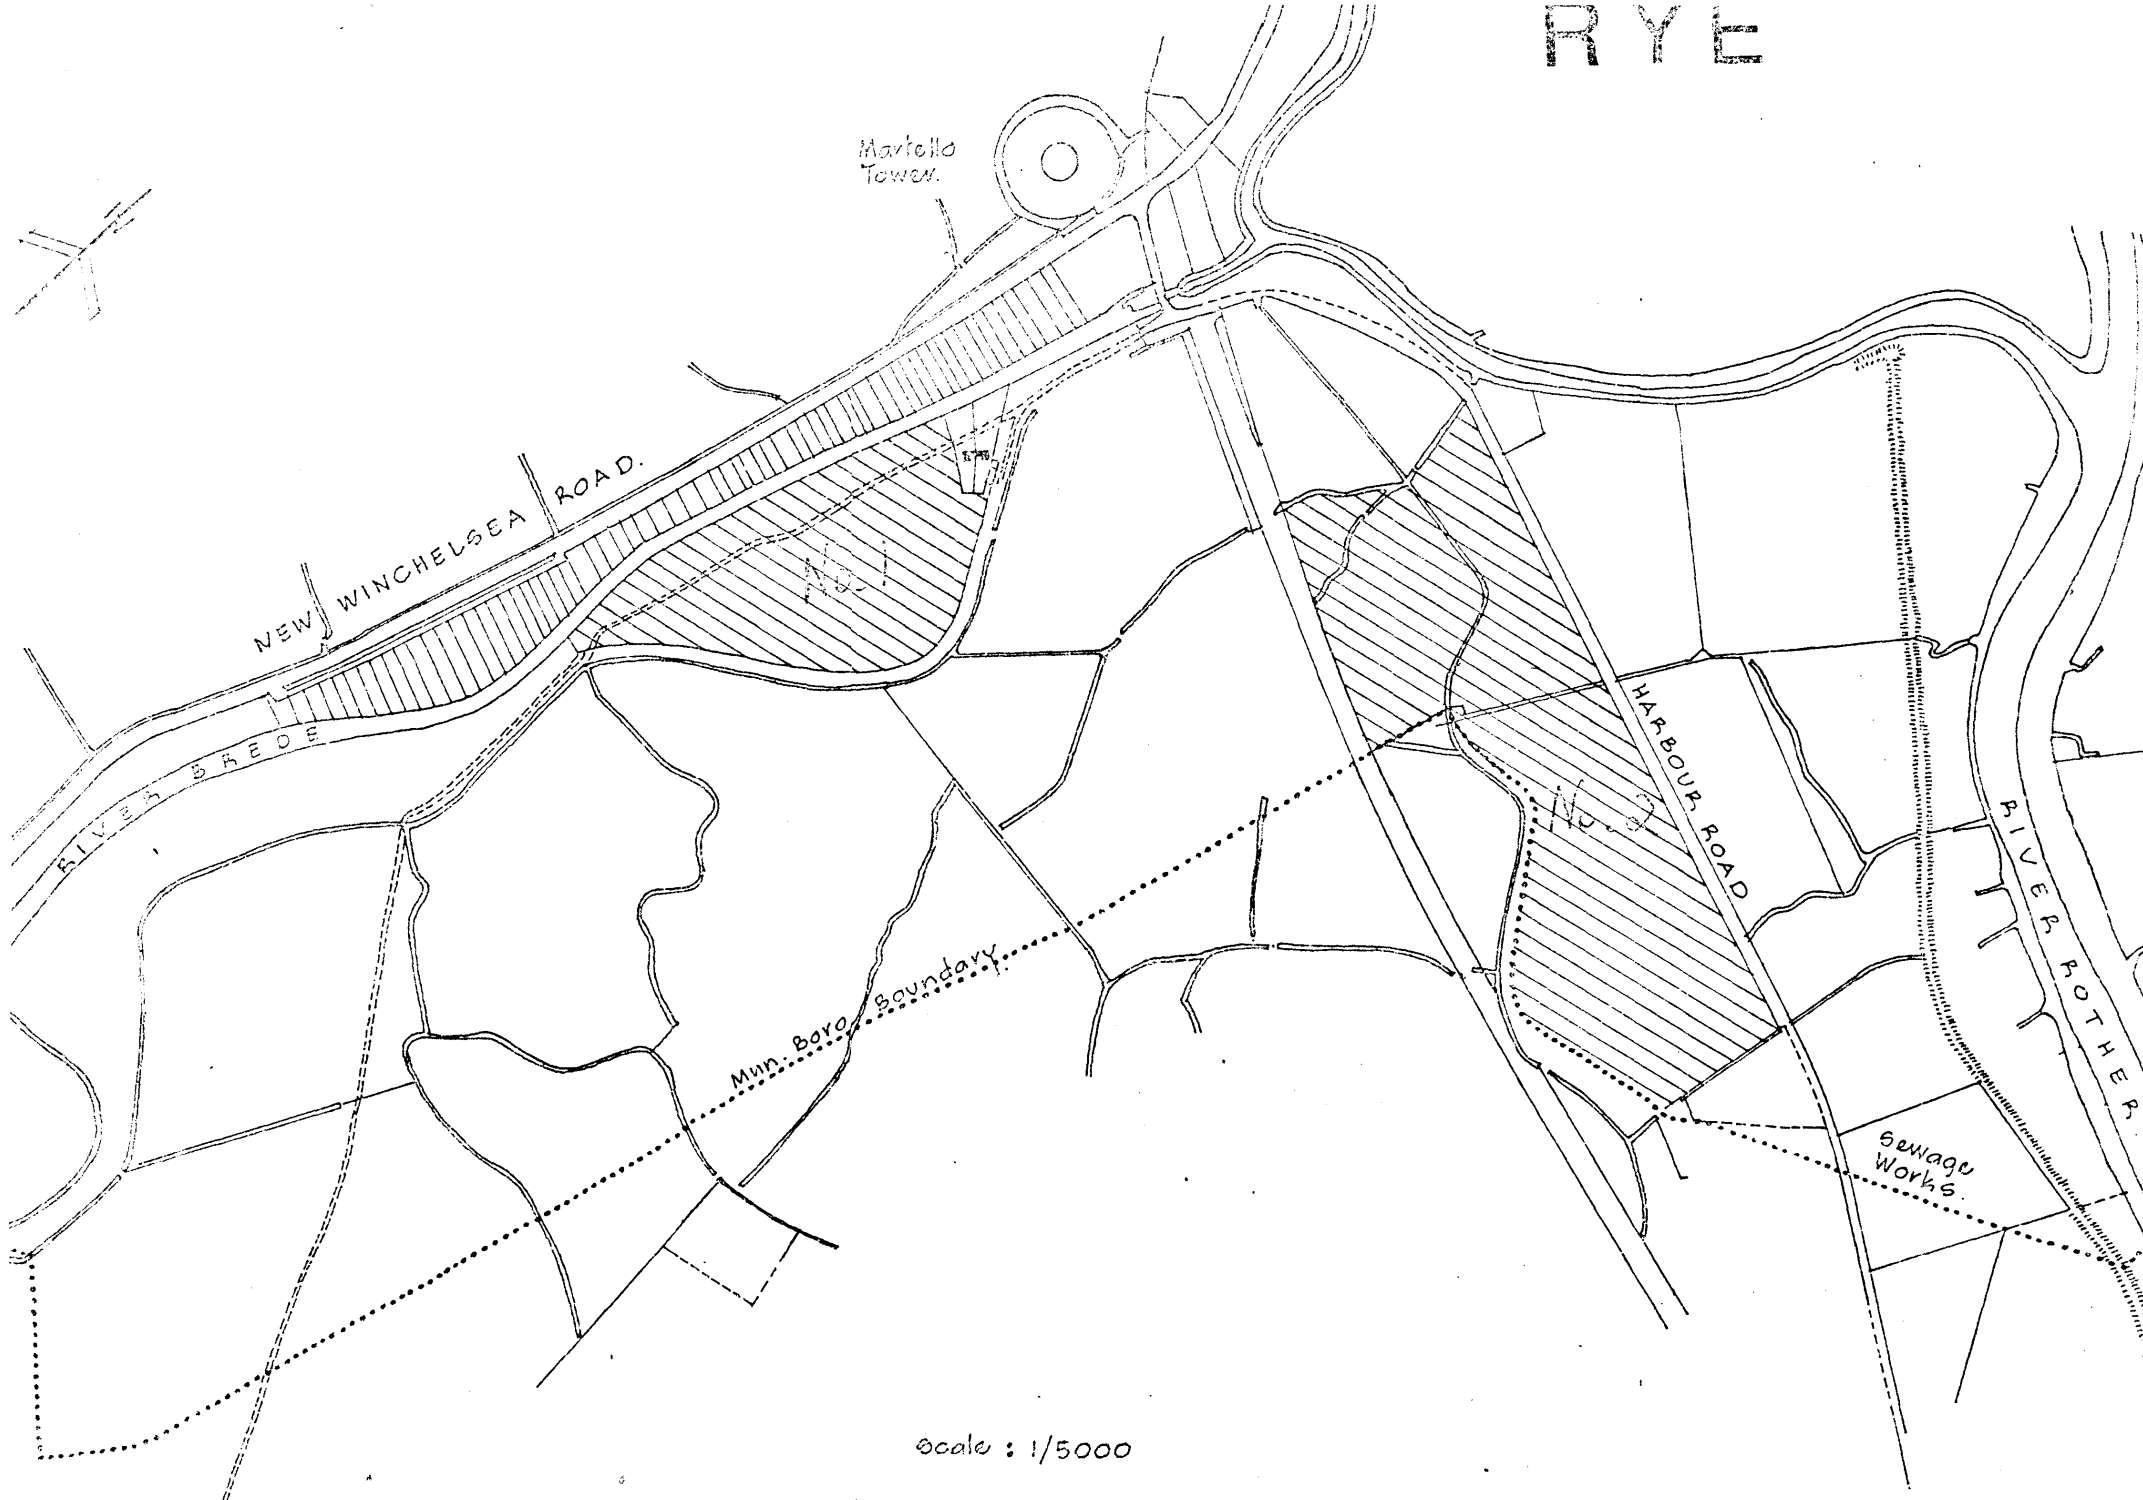 RYE
Martello
Tower.
NEW WINCHELSEA ROAD.
No 1
RIVER BREDE
HARBOUR ROAD
No. 2
RIVER ROTHER
Mun. Boro. Boundary.
Sewage
Works.
Scale : 1/5000